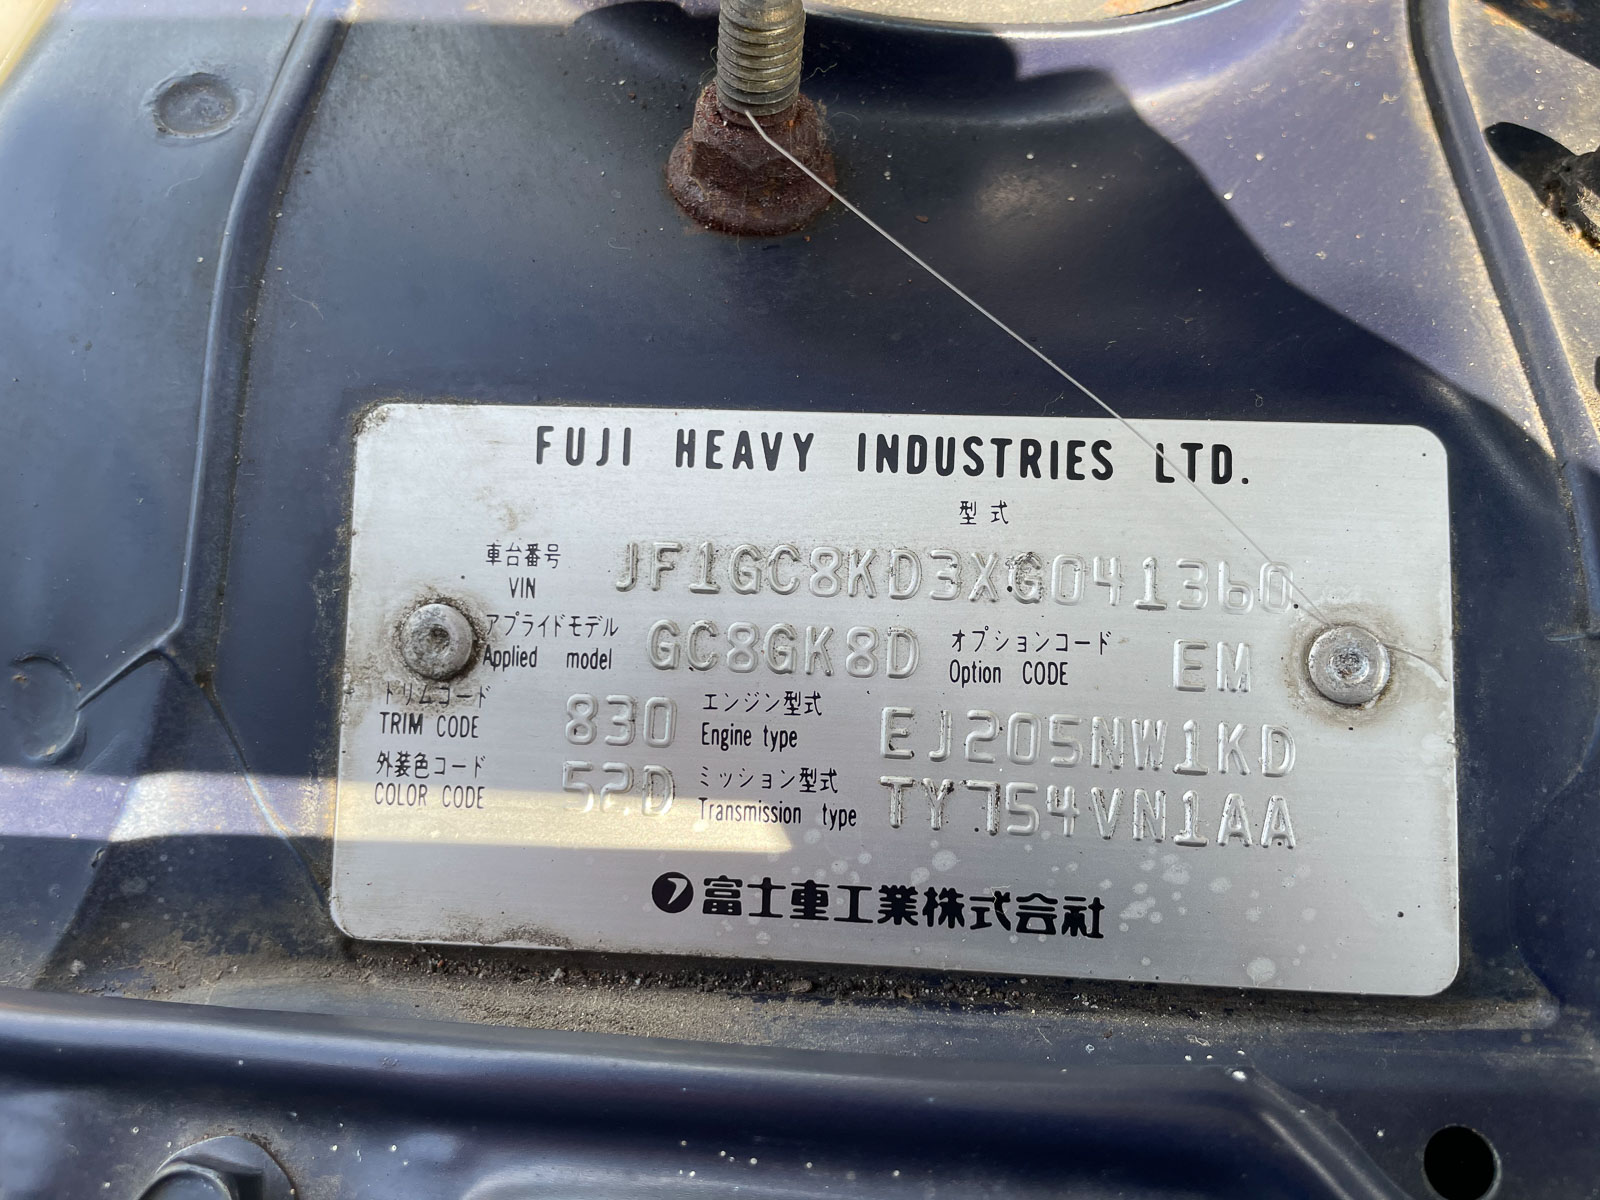 FUJI HEAVY INDUSTRIES LTD.
型式
車台番号
VIN JF1GC8KD3XG041360
アプライドモデル
Applied model GC8GK8D
オプションコード
Option CODE EM
トリムコード
TRIM CODE 830
エンジン型式
Engine type EJ205NW1KD
外装色コード
COLOR CODE 52D
ミッション型式
Transmission type TY754VN1AA
フ富士重工業株式会社